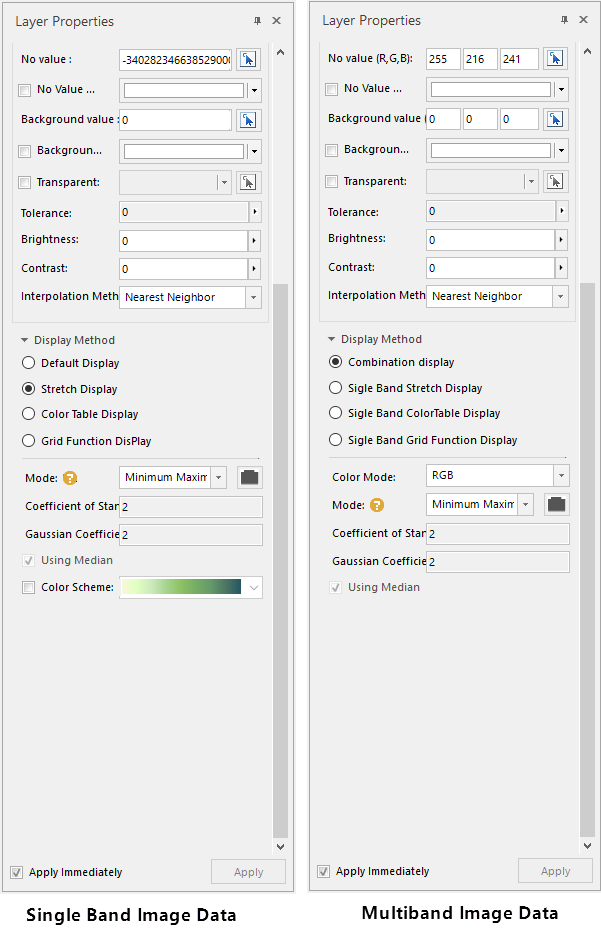 Layer Properties
No value :
-340282346638529000
No Value ...
Background value :
0
Backgroun...
Transparent:
Tolerance:
0
Brightness:
0
Contrast:
0
Interpolation Meth
Nearest Neighbor
Display Method
Default Display
Stretch Display
Color Table Display
Grid Function DisPlay
Mode:
Minimum Maxim
Coefficient of Stan
2
Gaussian Coefficie
2
Using Median
Color Scheme:
Apply Immediately
Apply
Single Band Image Data
Layer Properties
No value (R,G,B):
255
216
241
No Value ...
Background value (
0
0
0
Backgroun...
Transparent:
Tolerance:
0
Brightness:
0
Contrast:
0
Interpolation Meth
Nearest Neighbor
Display Method
Combination display
Sigle Band Stretch Display
Sigle Band ColorTable Display
Sigle Band Grid Function Display
Color Mode:
RGB
Mode:
Minimum Maxim
Coefficient of Stan
2
Gaussian Coefficie
2
Using Median
Apply Immediately
Apply
Multiband Image Data